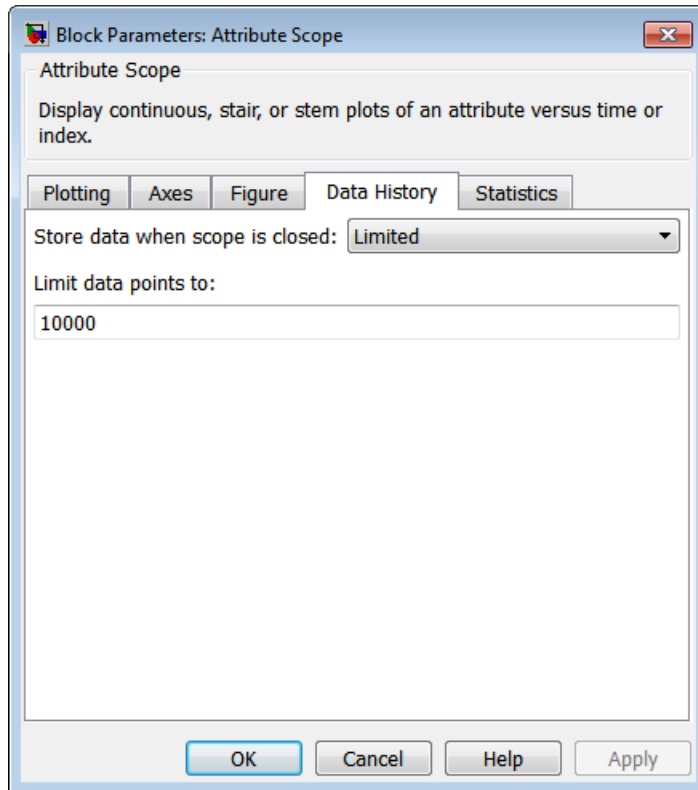 Block Parameters: Attribute Scope
Attribute Scope
Display continuous, stair, or stem plots of an attribute versus time or
index.
Plotting Axes Figure Data History Statistics
Store data when scope is closed: Limited
Limit data points to:
10000
OK Cancel Help Apply